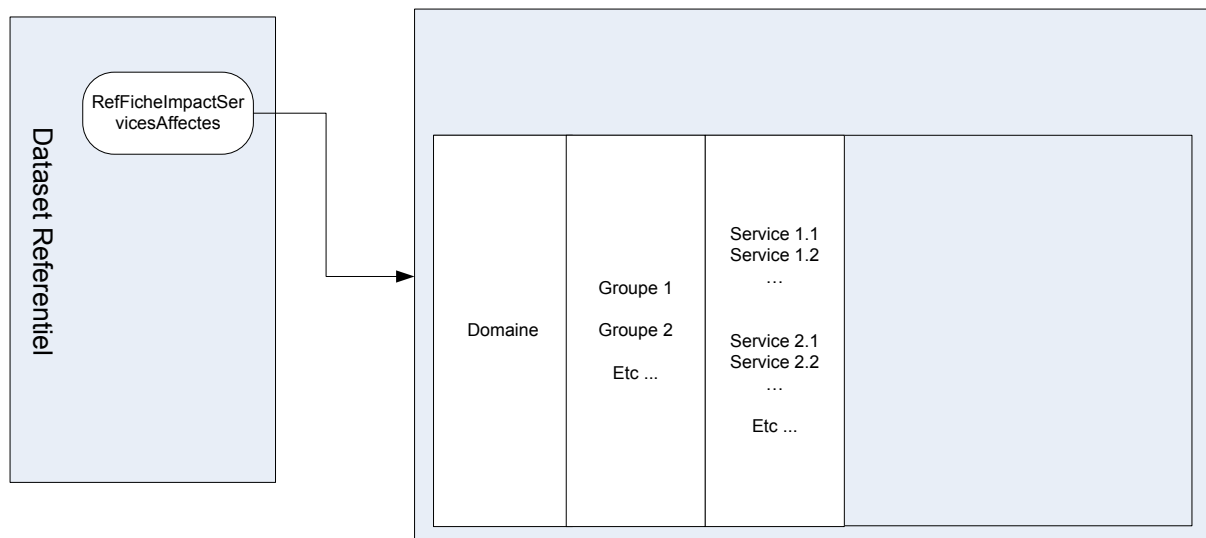 Dataset Referentiel
RefFicheImpactSer
vicesAffectes
Domaine
Groupe 1
Groupe 2
Etc ...
Service 1.1
Service 1.2
…
Service 2.1
Service 2.2
…
Etc ...